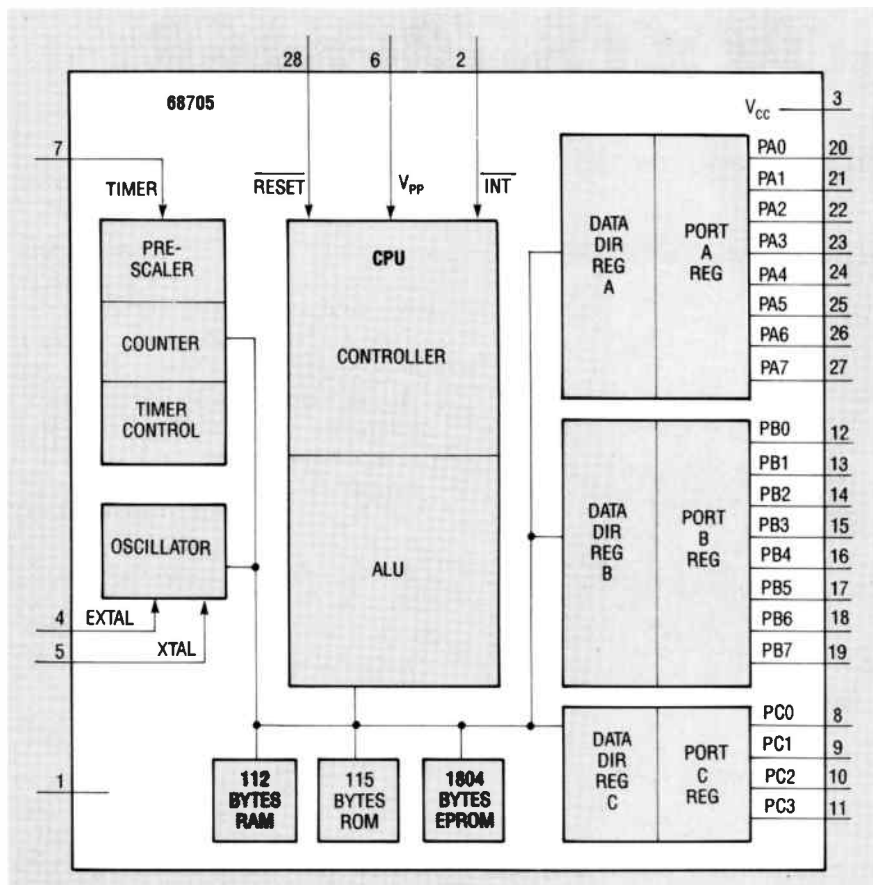 28 6 2
68705
V_CC 3
7
TIMER
RESET V_PP INT
PRE-
SCALER
COUNTER
TIMER
CONTROL
CPU
CONTROLLER
ALU
OSCILLATOR
4 EXTAL
5 XTAL
1
112
BYTES
RAM
115
BYTES
ROM
1804
BYTES
EPROM
DATA
DIR
REG
A
PORT
A
REG
PA0 20
PA1 21
PA2 22
PA3 23
PA4 24
PA5 25
PA6 26
PA7 27
DATA
DIR
REG
B
PORT
B
REG
PB0 12
PB1 13
PB2 14
PB3 15
PB4 16
PB5 17
PB6 18
PB7 19
DATA
DIR
REG
C
PORT
C
REG
PC0 8
PC1 9
PC2 10
PC3 11